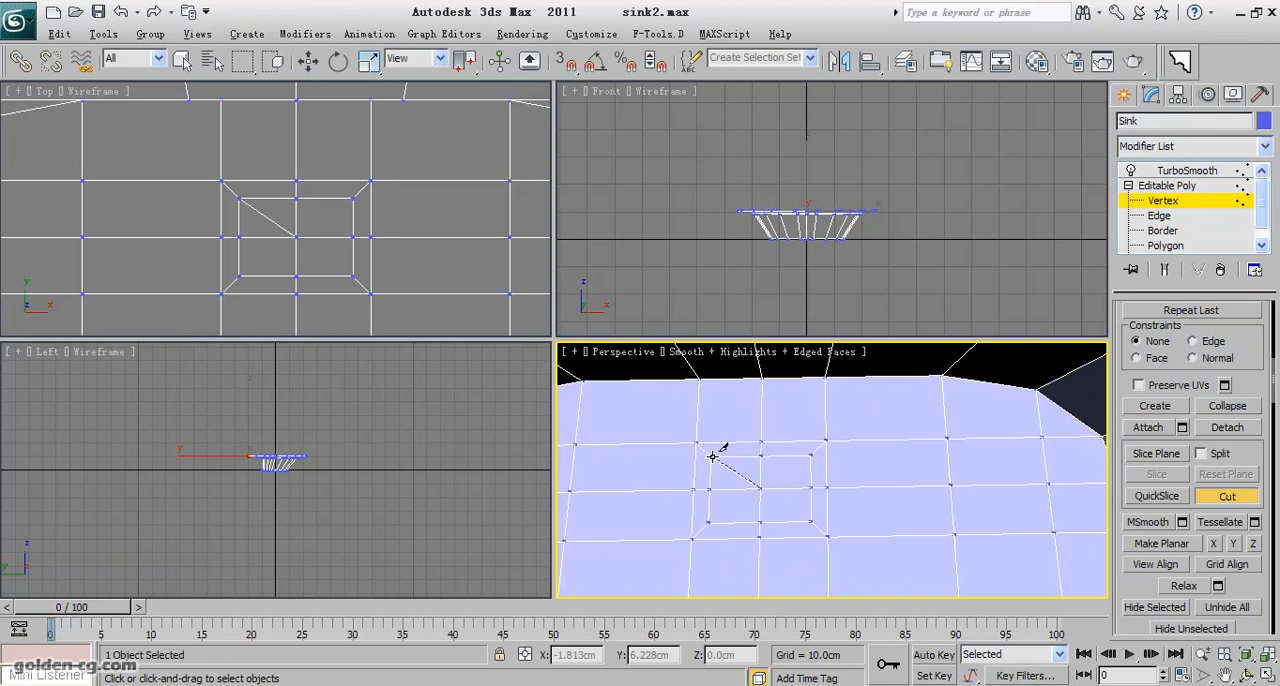 Autodesk 3ds Max 2011 sink2.max
Type a keyword or phrase
Edit Tools Group Views Create Modifiers Animation Graph Editors Rendering Customize F-Tools.D MAXScript Help
All View 3 Create Selection Set
[ + [] Top [] Wireframe ]
[ + [] Front [] Wireframe ]
[ + [] Left [] Wireframe ]
[ + [] Perspective [] Smooth + Highlights + Edged Faces ]
Sink
Modifier List
TurboSmooth
Editable Poly
Vertex
Edge
Border
Polygon
Repeat Last
Constraints
None Edge
Face Normal
Preserve UVs
Create Collapse
Attach Detach
Slice Plane Split
Slice Reset Plane
QuickSlice Cut
MSmooth Tessellate
Make Planar X Y Z
View Align Grid Align
Relax
Hide Selected Unhide All
Hide Unselected
0 / 100
0 5 10 15 20 25 30 35 40 45 50 55 60 65 70 75 80 85 90 95 100
1 Object Selected X: -1.813cm Y: 6.228cm Z: 0.0cm Grid = 10.0cm Auto Key Selected
golden-cg.com
Mini Listener Click or click-and-drag to select objects Add Time Tag Set Key Key Filters... 0